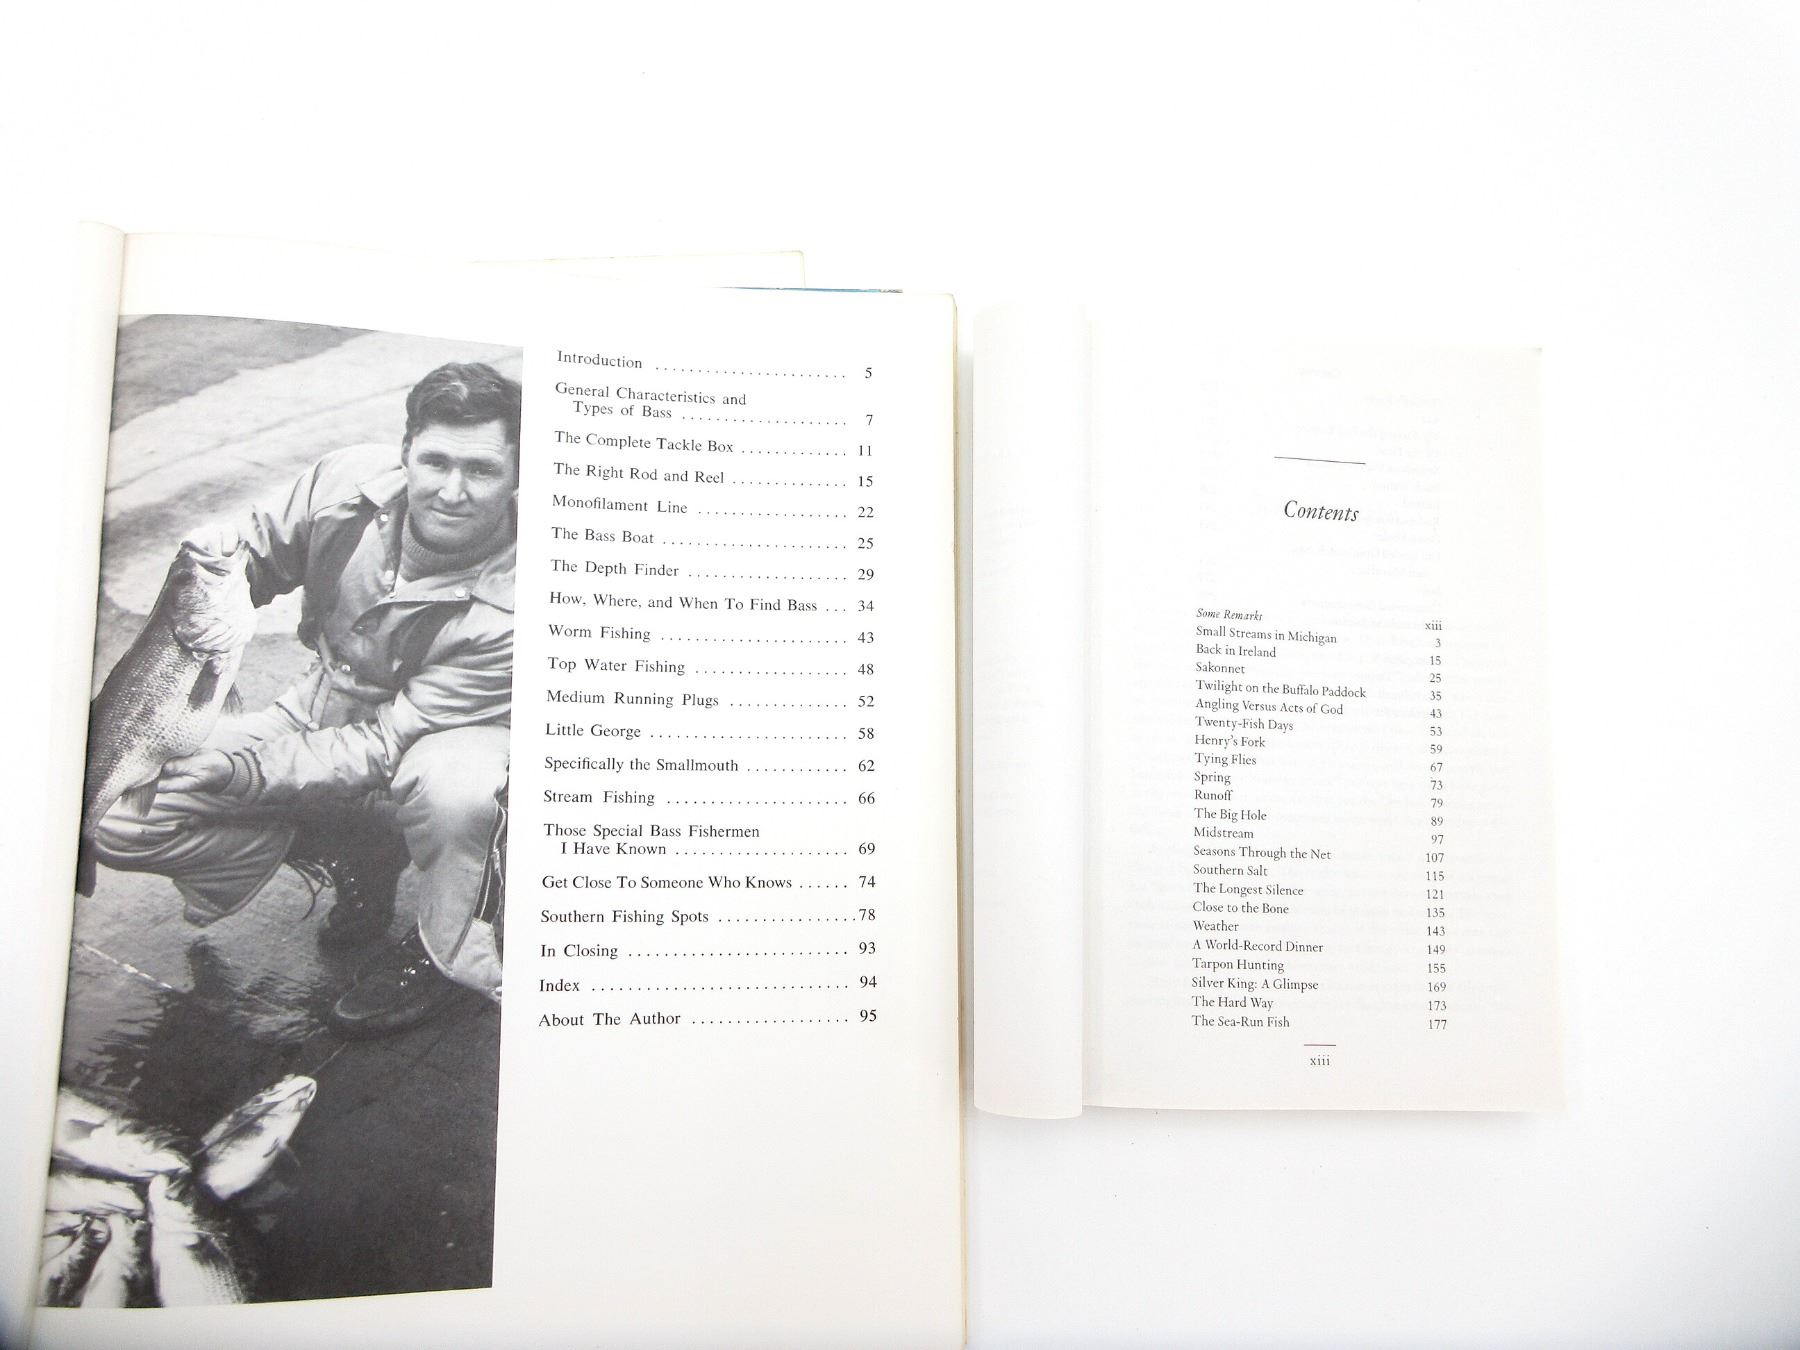 Introduction ...................... 5
General Characteristics and
Types of Bass ................... 7
The Complete Tackle Box ............ 11
The Right Rod and Reel ............. 15
Monofilament Line ................. 22
The Bass Boat ..................... 25
The Depth Finder .................. 29
How, Where, and When To Find Bass ... 34
Worm Fishing ..................... 43
Top Water Fishing ................. 48
Medium Running Plugs ............. 52
Little George ...................... 58
Specifically the Smallmouth ........... 62
Stream Fishing .................... 66
Those Special Bass Fishermen
I Have Known ................... 69
Get Close To Someone Who Knows ...... 74
Southern Fishing Spots ................ 78
In Closing ......................... 93
Index ............................. 94
About The Author .................. 95
Contents
Some Remarks xiii
Small Streams in Michigan 3
Back in Ireland 15
Sakonnet 25
Twilight on the Buffalo Paddock 35
Angling Versus Acts of God 43
Twenty-Fish Days 53
Henry's Fork 59
Tying Flies 67
Spring 73
Runoff 79
The Big Hole 89
Midstream 97
Seasons Through the Net 107
Southern Salt 115
The Longest Silence 121
Close to the Bone 135
Weather 143
A World-Record Dinner 149
Tarpon Hunting 155
Silver King: A Glimpse 169
The Hard Way 173
The Sea-Run Fish 177
xiii